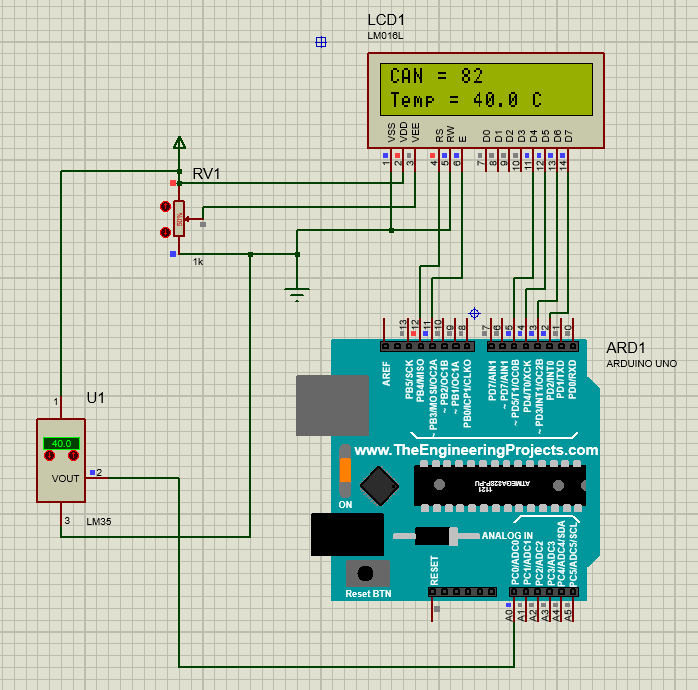 LCD1
LM016L
CAN = 82
Temp = 40.0 C
VSS VDD VEE RS RW E D0 D1 D2 D3 D4 D5 D6 D7
1 2 3 4 5 6 7 8 9 10 11 12 13 14
RV1
50%
1k
U1
1
40.0
VOUT
2
3
LM35
ARD1
ARDUINO UNO
13 12 11 10 9 8 7 6 5 4 3 2 1 0
AREF
PB5/SCK
PB4/MISO
~ PB3/MOSI/OC2A
~ PB2/OC1B
~ PB1/OC1A
PB0/ICP1/CLKO
PD7/AIN1
~ PD7/AIN1
~ PD5/T1/OC0B
PD4/T0/XCK
~ PD3/INT1/OC2B
PD2/INT0
PD1/TXD
PD0/RXD
www.TheEngineeringProjects.com
ON
1121
ATMEGA328P-PU
ANALOG IN
RESET
PC0/ADC0
PC1/ADC1
PC2/ADC2
PC3/ADC3
PC4/ADC4/SDA
PC5/ADC5/SCL
Reset BTN
A0 A1 A2 A3 A4 A5